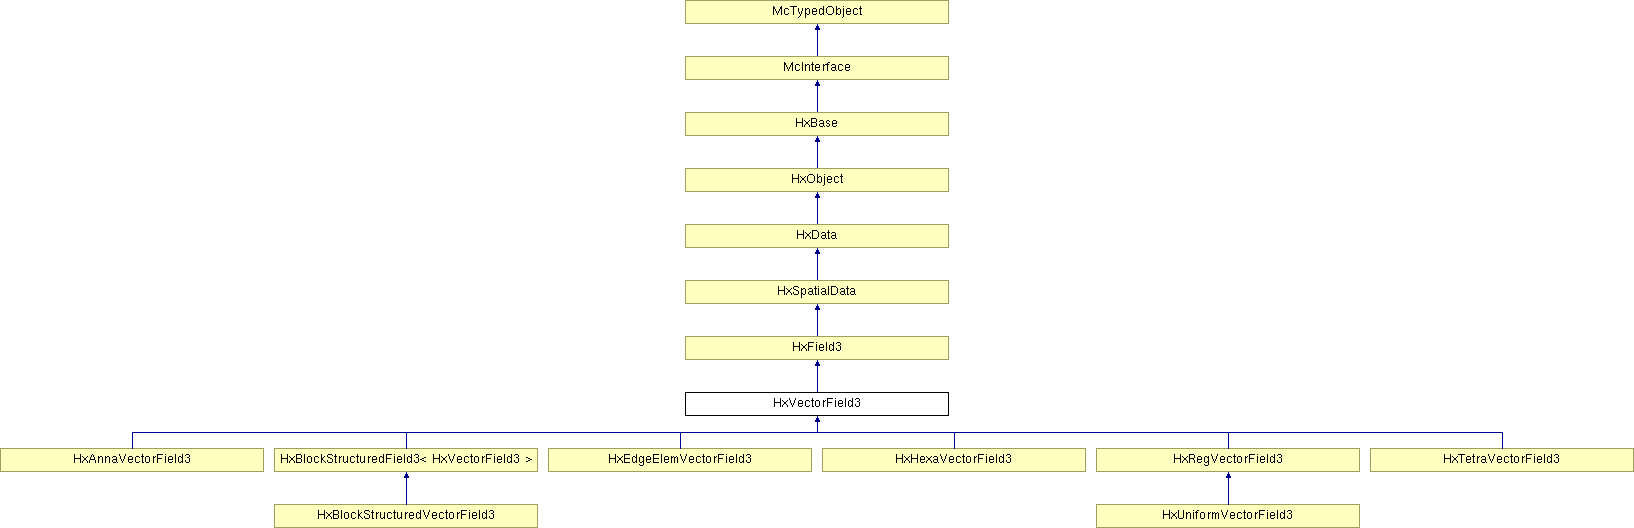 McTypedObject
McInterface
HxBase
HxObject
HxData
HxSpatialData
HxField3
HxVectorField3
HxAnnaVectorField3
HxBlockStructuredField3< HxVectorField3 >
HxEdgeElemVectorField3
HxHexaVectorField3
HxRegVectorField3
HxTetraVectorField3
HxBlockStructuredVectorField3
HxUniformVectorField3